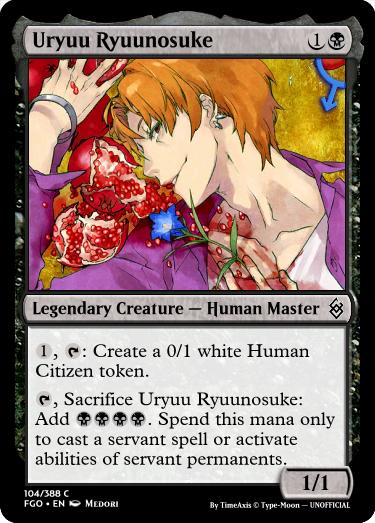 Uryuu Ryuunosuke 1
Legendary Creature — Human Master
1, : Create a 0/1 white Human
Citizen token.
, Sacrifice Uryuu Ryuunosuke:
Add . Spend this mana only
to cast a servant spell or activate
abilities of servant permanents.
1/1
104/388 C
FGO • EN Medori
By TimeAxis © Type-Moon — UNOFFICIAL